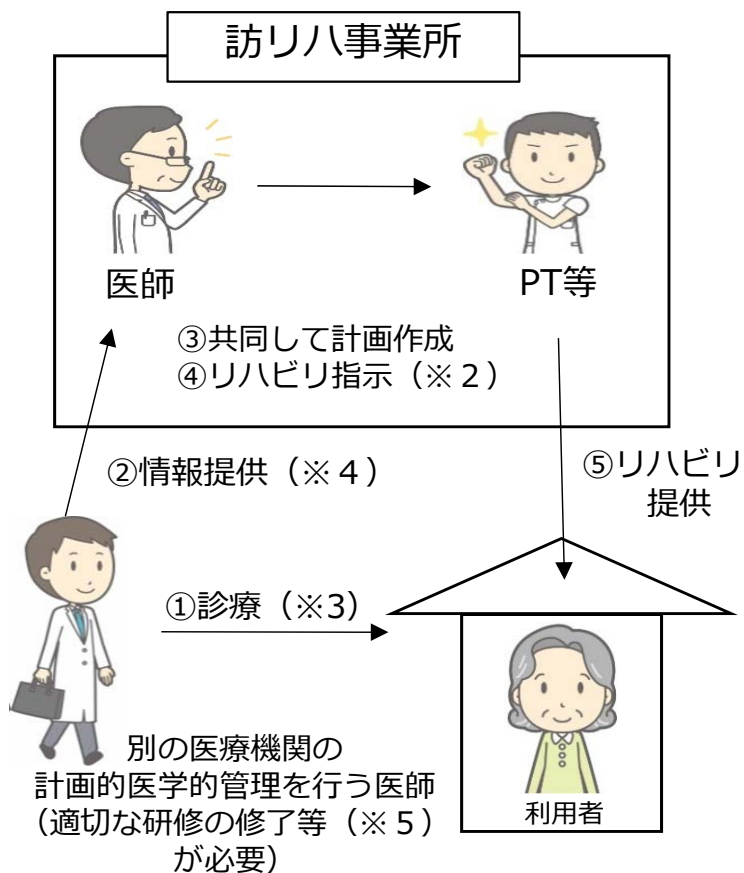 訪リハ事業所
医師
PT等
③共同して計画作成
④リハビリ指示（※２）
②情報提供（※４）
⑤リハビリ
提供
①診療（※3）
別の医療機関の
計画的医学的管理を行う医師
（適切な研修の修了等（※５）
が必要）
利用者